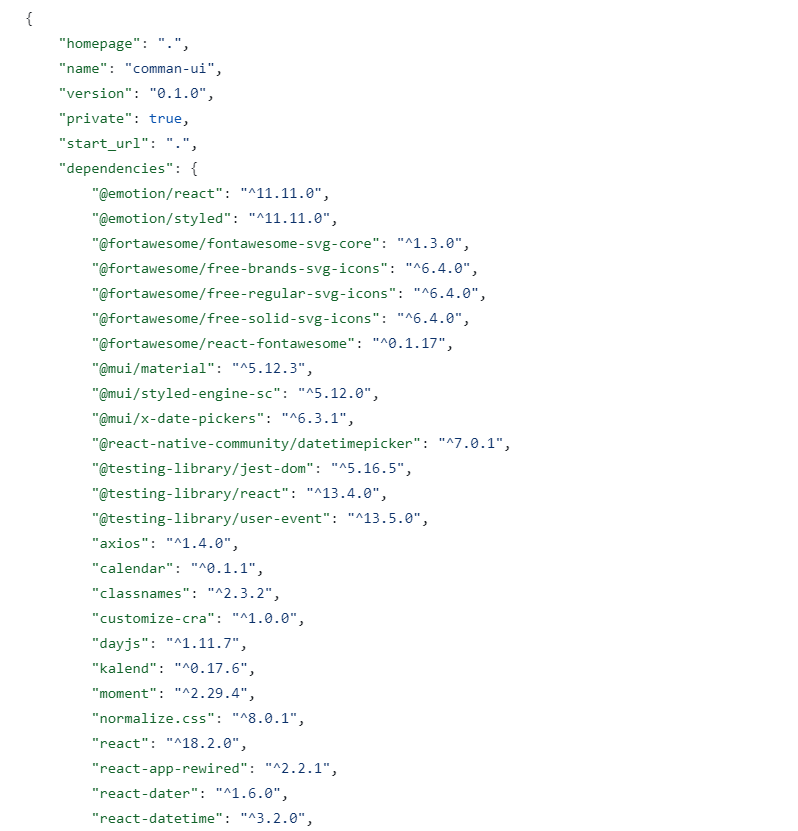 {
"homepage": ".",
"name": "comman-ui",
"version": "0.1.0",
"private": true,
"start_url": ".",
"dependencies": {
"@emotion/react": "^11.11.0",
"@emotion/styled": "^11.11.0",
"@fortawesome/fontawesome-svg-core": "^1.3.0",
"@fortawesome/free-brands-svg-icons": "^6.4.0",
"@fortawesome/free-regular-svg-icons": "^6.4.0",
"@fortawesome/free-solid-svg-icons": "^6.4.0",
"@fortawesome/react-fontawesome": "^0.1.17",
"@mui/material": "^5.12.3",
"@mui/styled-engine-sc": "^5.12.0",
"@mui/x-date-pickers": "^6.3.1",
"@react-native-community/datetimepicker": "^7.0.1",
"@testing-library/jest-dom": "^5.16.5",
"@testing-library/react": "^13.4.0",
"@testing-library/user-event": "^13.5.0",
"axios": "^1.4.0",
"calendar": "^0.1.1",
"classnames": "^2.3.2",
"customize-cra": "^1.0.0",
"dayjs": "^1.11.7",
"kalend": "^0.17.6",
"moment": "^2.29.4",
"normalize.css": "^8.0.1",
"react": "^18.2.0",
"react-app-rewired": "^2.2.1",
"react-dater": "^1.6.0",
"react-datetime": "^3.2.0",